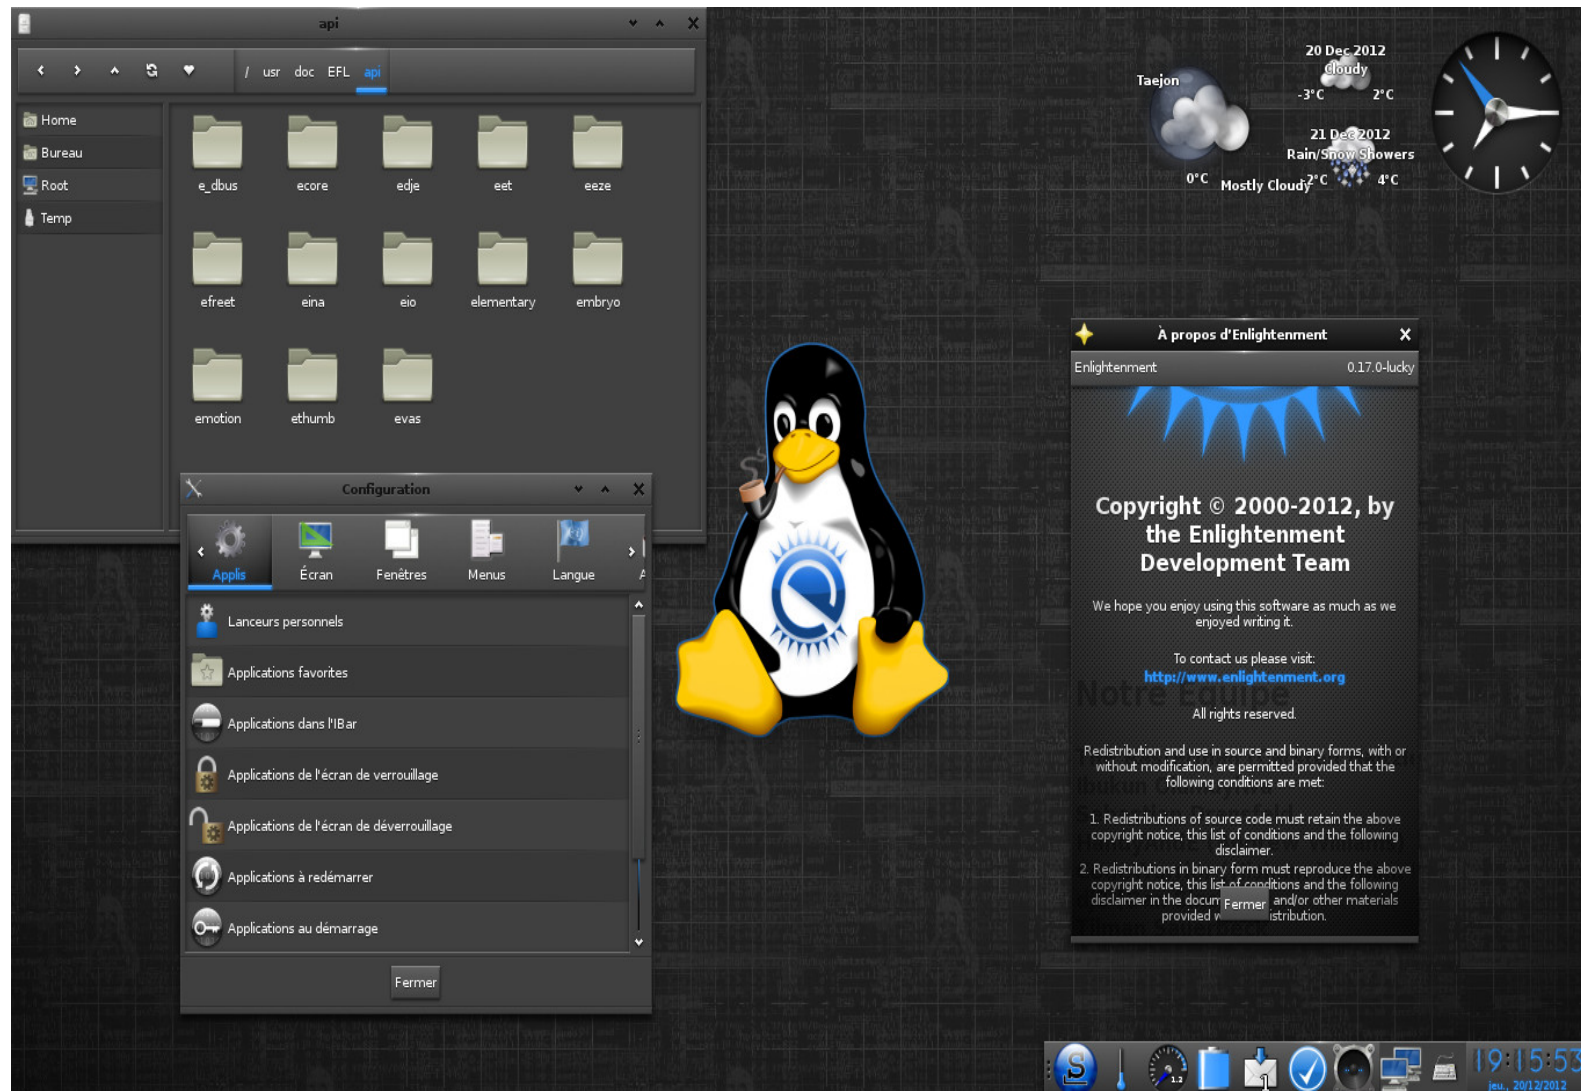 api
/ usr doc EFL api
Home
Bureau
Root
Temp
e_dbus ecore edje eet eeze
efreet eina eio elementary embryo
emotion ethumb evas
Configuration
Applis Écran Fenêtres Menus Langue
Lanceurs personnels
Applications favorites
Applications dans l'IBar
Applications de l'écran de verrouillage
Applications de l'écran de déverrouillage
Applications à redémarrer
Applications au démarrage
Fermer
Taejon
0°C
Mostly Cloudy
20 Dec 2012
Cloudy
-3°C 2°C
21 Dec 2012
Rain/Snow Showers
-2°C 4°C
À propos d'Enlightenment
Enlightenment 0.17.0-lucky
Copyright © 2000-2012, by
the Enlightenment
Development Team
We hope you enjoy using this software as much as we
enjoyed writing it.
To contact us please visit:
http://www.enlightenment.org
Notre Equipe
All rights reserved.
Redistribution and use in source and binary forms, with or
without modification, are permitted provided that the
following conditions are met:
1. Redistributions of source code must retain the above
copyright notice, this list of conditions and the following
disclaimer.
2. Redistributions in binary form must reproduce the above
copyright notice, this list of conditions and the following
disclaimer in the and/or other materials
provided
Fermer
S
1.2
1
19:15:53
jeu., 20/12/2012